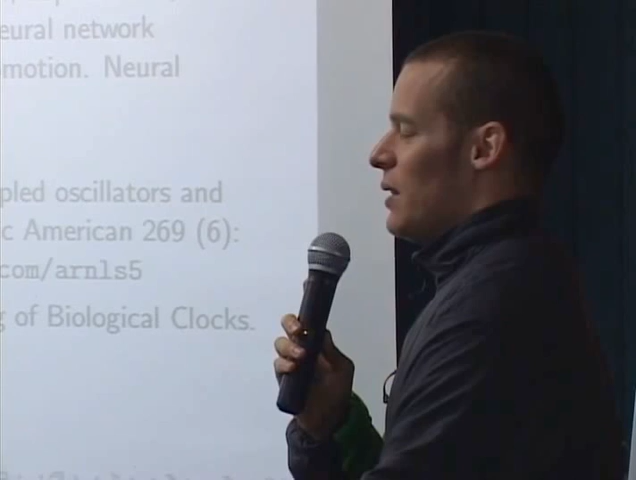 eural network
omotion. Neural
pled oscillators and
c American 269 (6):
com/arnls5
g of Biological Clocks.